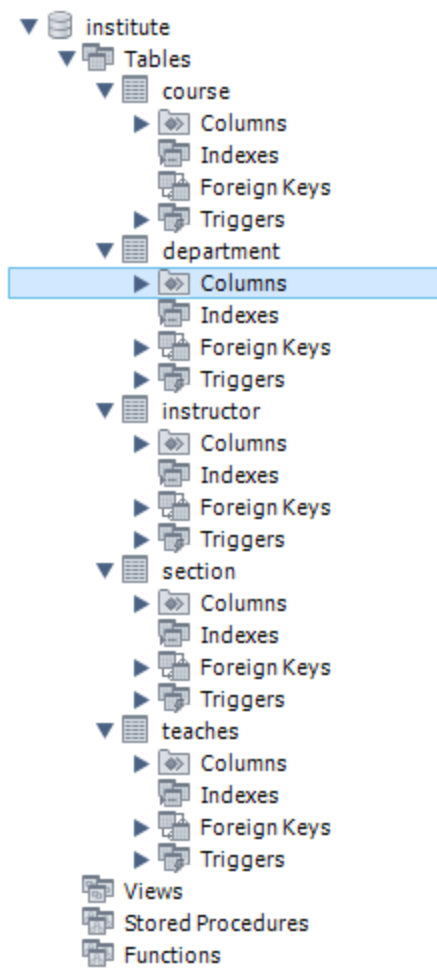 institute
Tables
course
Columns
Indexes
Foreign Keys
Triggers
department
Columns
Indexes
Foreign Keys
Triggers
instructor
Columns
Indexes
Foreign Keys
Triggers
section
Columns
Indexes
Foreign Keys
Triggers
teaches
Columns
Indexes
Foreign Keys
Triggers
Views
Stored Procedures
Functions